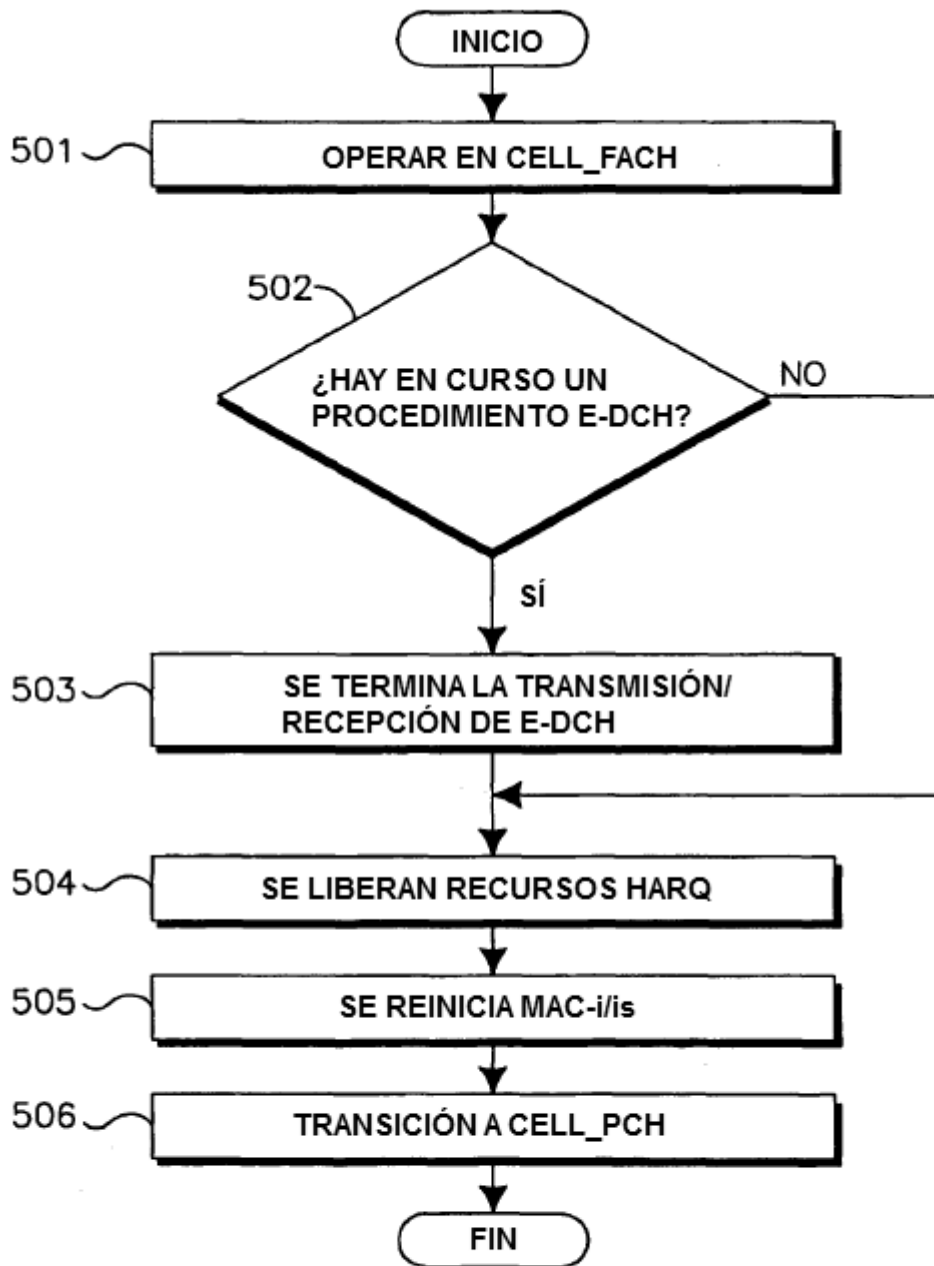 INICIO
501
OPERAR EN CELL_FACH
502
¿HAY EN CURSO UN
PROCEDIMIENTO E-DCH?
NO
SÍ
503
SE TERMINA LA TRANSMISIÓN/
RECEPCIÓN DE E-DCH
504
SE LIBERAN RECURSOS HARQ
505
SE REINICIA MAC-i/is
506
TRANSICIÓN A CELL_PCH
FIN